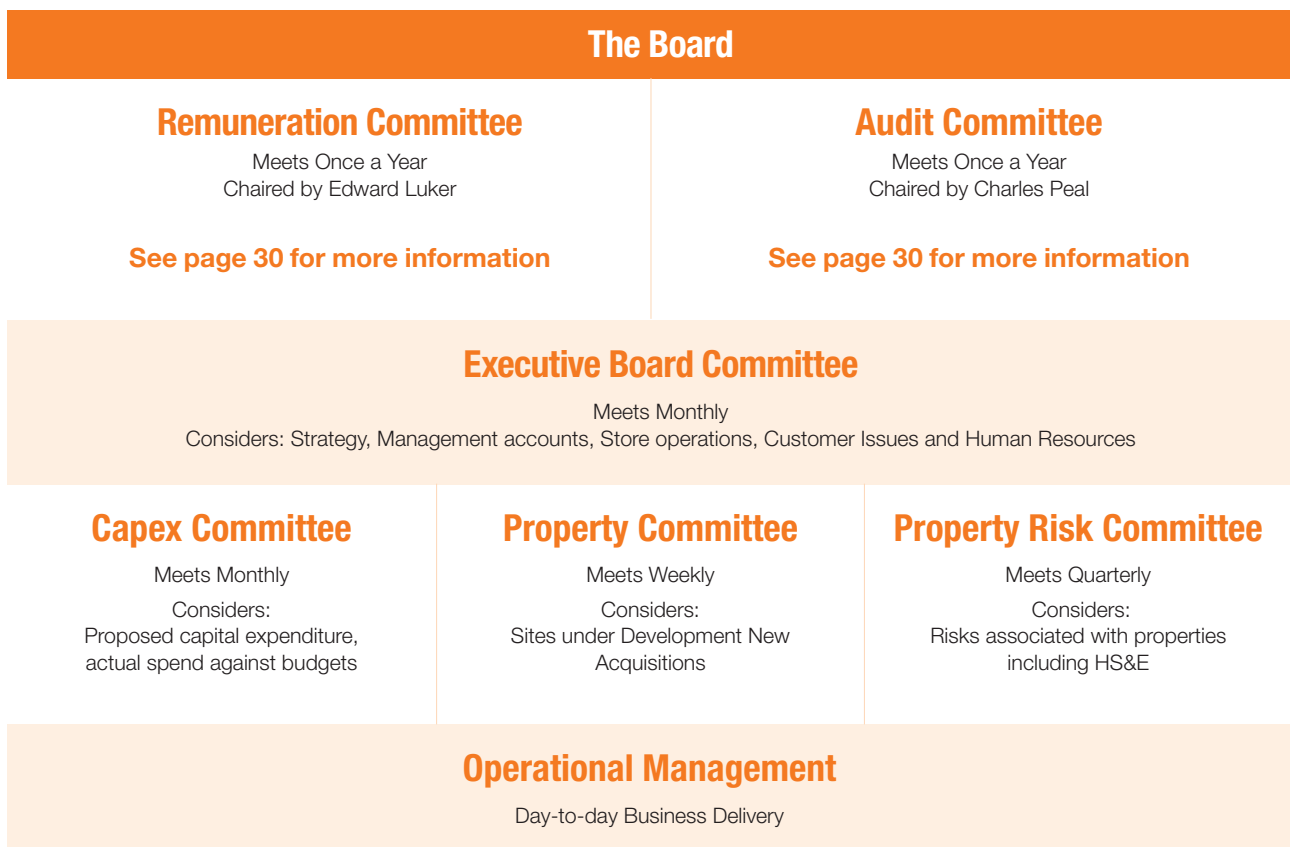 The Board
Remuneration Committee
Meets Once a Year
Chaired by Edward Luker
See page 30 for more information
Audit Committee
Meets Once a Year
Chaired by Charles Peal
See page 30 for more information
Executive Board Committee
Meets Monthly
Considers: Strategy, Management accounts, Store operations, Customer Issues and Human Resources
Capex Committee
Meets Monthly
Considers:
Proposed capital expenditure,
actual spend against budgets
Property Committee
Meets Weekly
Considers:
Sites under Development New
Acquisitions
Property Risk Committee
Meets Quarterly
Considers:
Risks associated with properties
including HS&E
Operational Management
Day-to-day Business Delivery